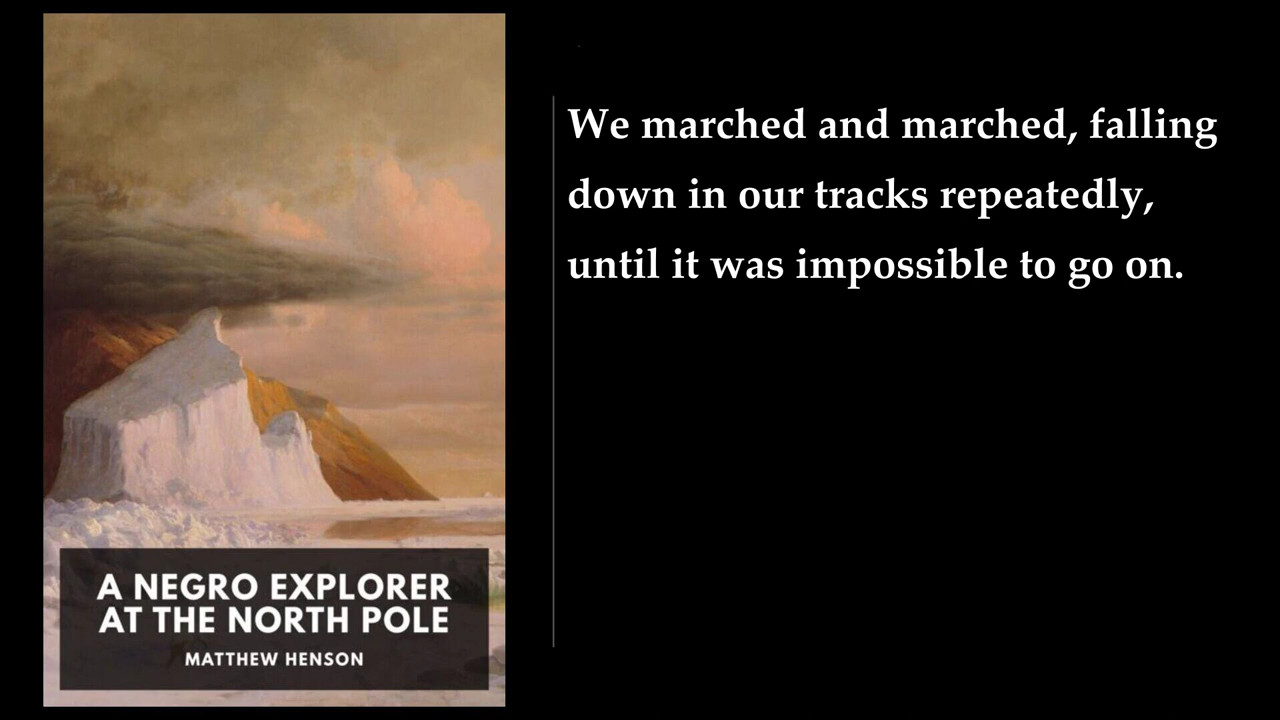 We marched and marched, falling
down in our tracks repeatedly,
until it was impossible to go on.
A NEGRO EXPLORER
AT THE NORTH POLE
MATTHEW HENSON